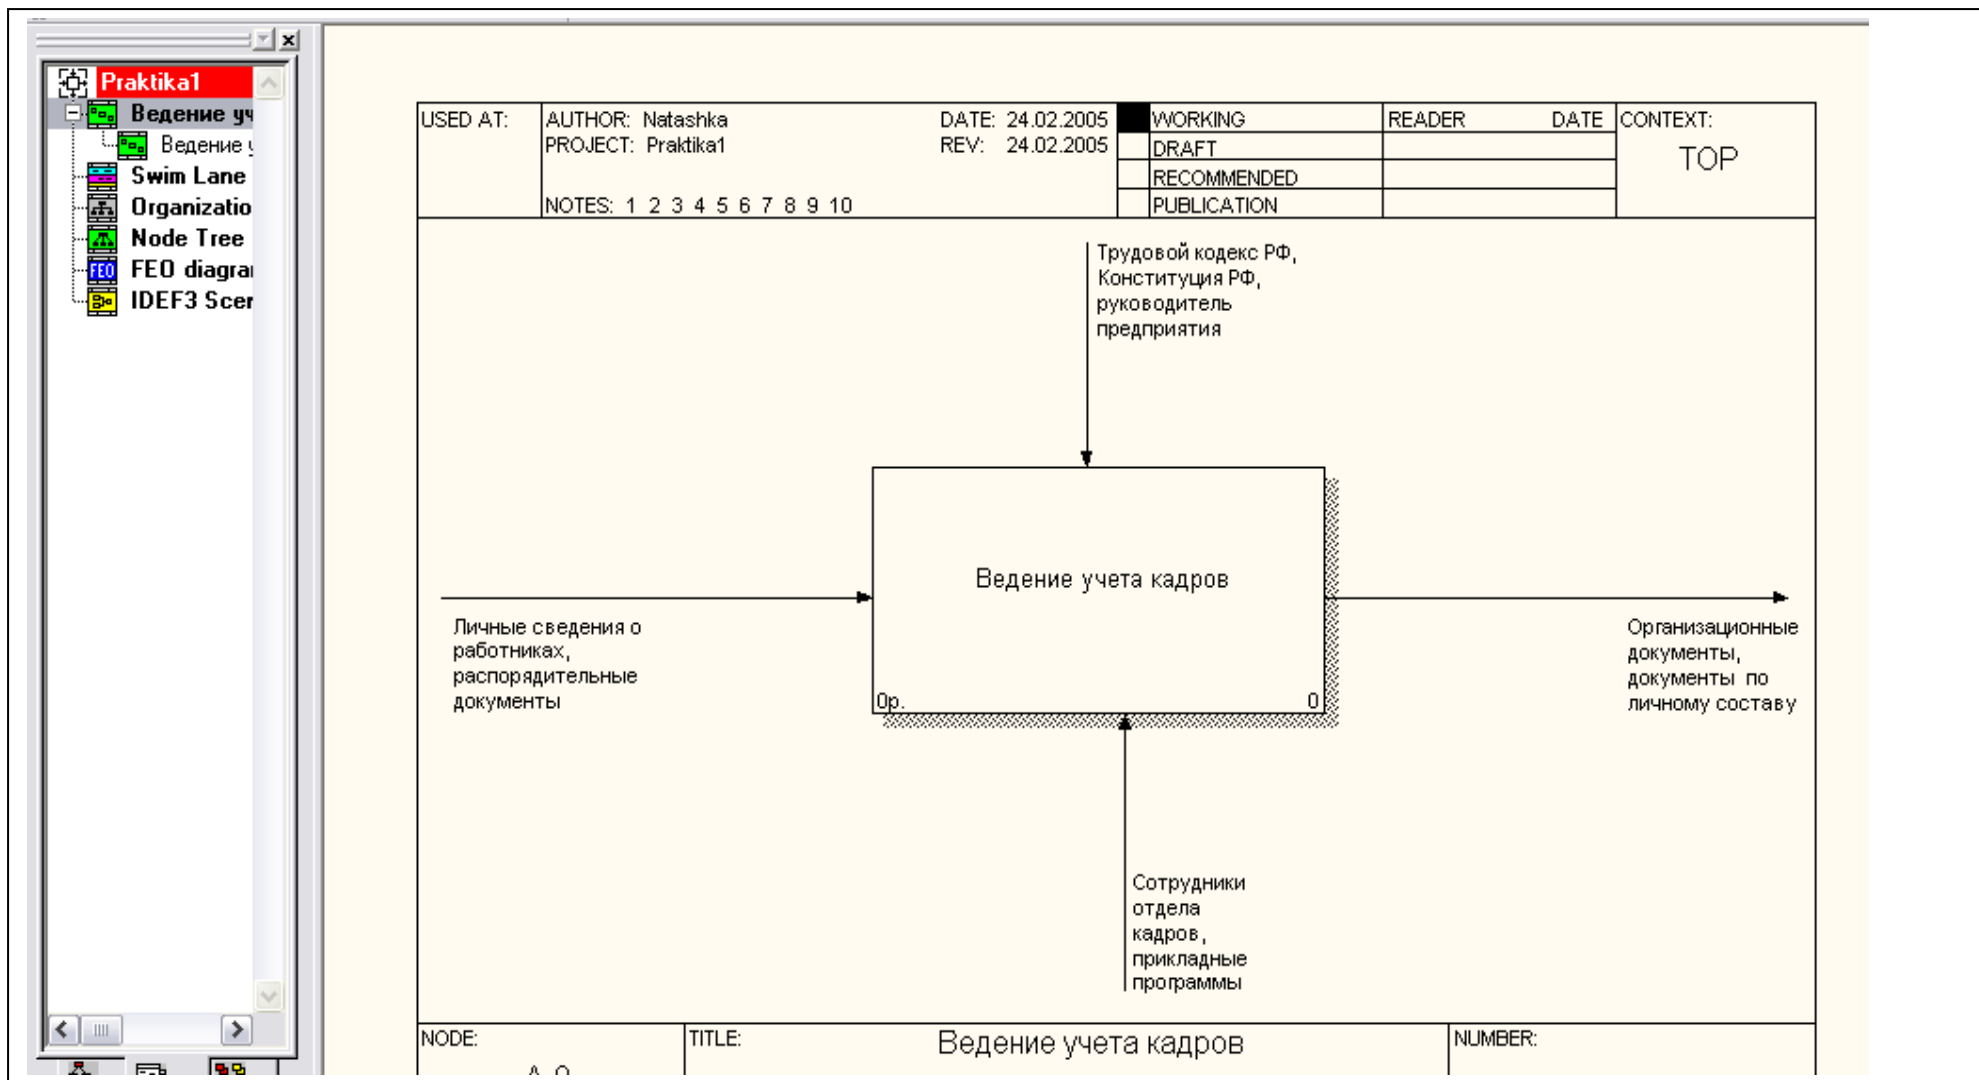 Praktika1
Ведение уч
Ведение у
Swim Lane
Organizatio
Node Tree
FEO FEO diagra
IDEF3 Scer
USED AT:
AUTHOR: Natashka
DATE: 24.02.2005
PROJECT: Praktika1
REV: 24.02.2005
NOTES: 1 2 3 4 5 6 7 8 9 10
WORKING
DRAFT
RECOMMENDED
PUBLICATION
READER
DATE
CONTEXT:
TOP
Трудовой кодекс РФ,
Конституция РФ,
руководитель
предприятия
Ведение учета кадров
0р.
0
Личные сведения о
работниках,
распорядительные
документы
Организационные
документы,
документы по
личному составу
Сотрудники
отдела
кадров,
прикладные
программы
NODE:
TITLE:
Ведение учета кадров
NUMBER: